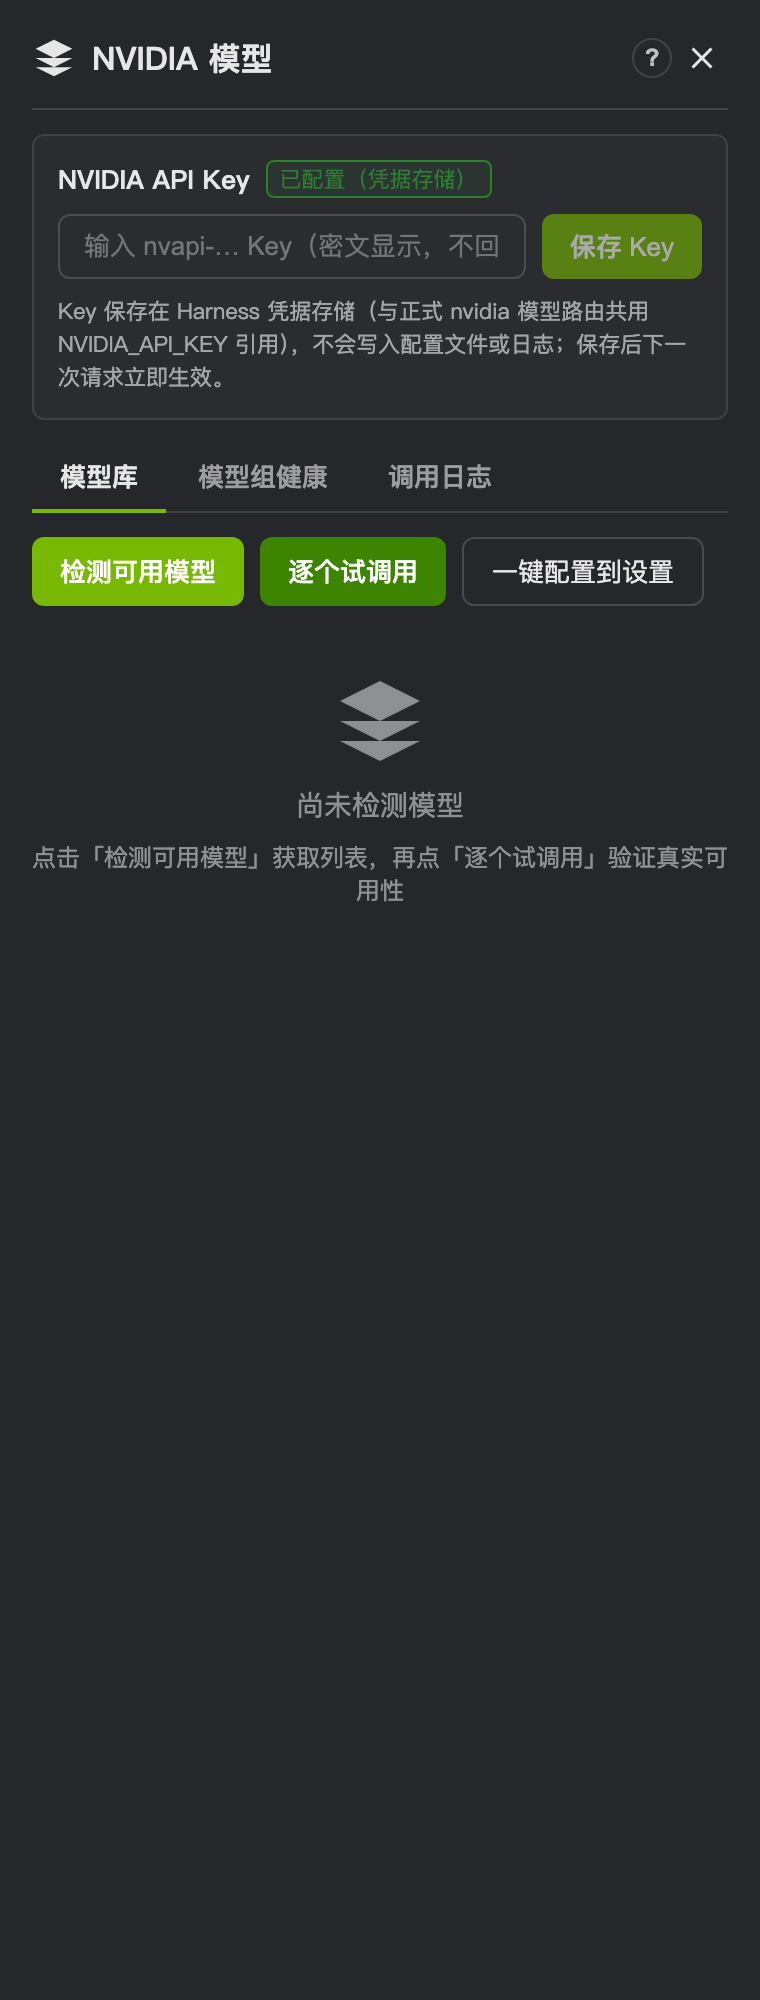 NVIDIA 模型
?
NVIDIA API Key
已配置（凭据存储）
输入 nvapi-... Key（密文显示，不回
保存 Key
Key 保存在 Harness 凭据存储（与正式 nvidia 模型路由共用
NVIDIA_API_KEY 引用），不会写入配置文件或日志；保存后下一
次请求立即生效。
模型库
模型组健康
调用日志
检测可用模型
逐个试调用
一键配置到设置
尚未检测模型
点击「检测可用模型」获取列表，再点「逐个试调用」验证真实可
用性